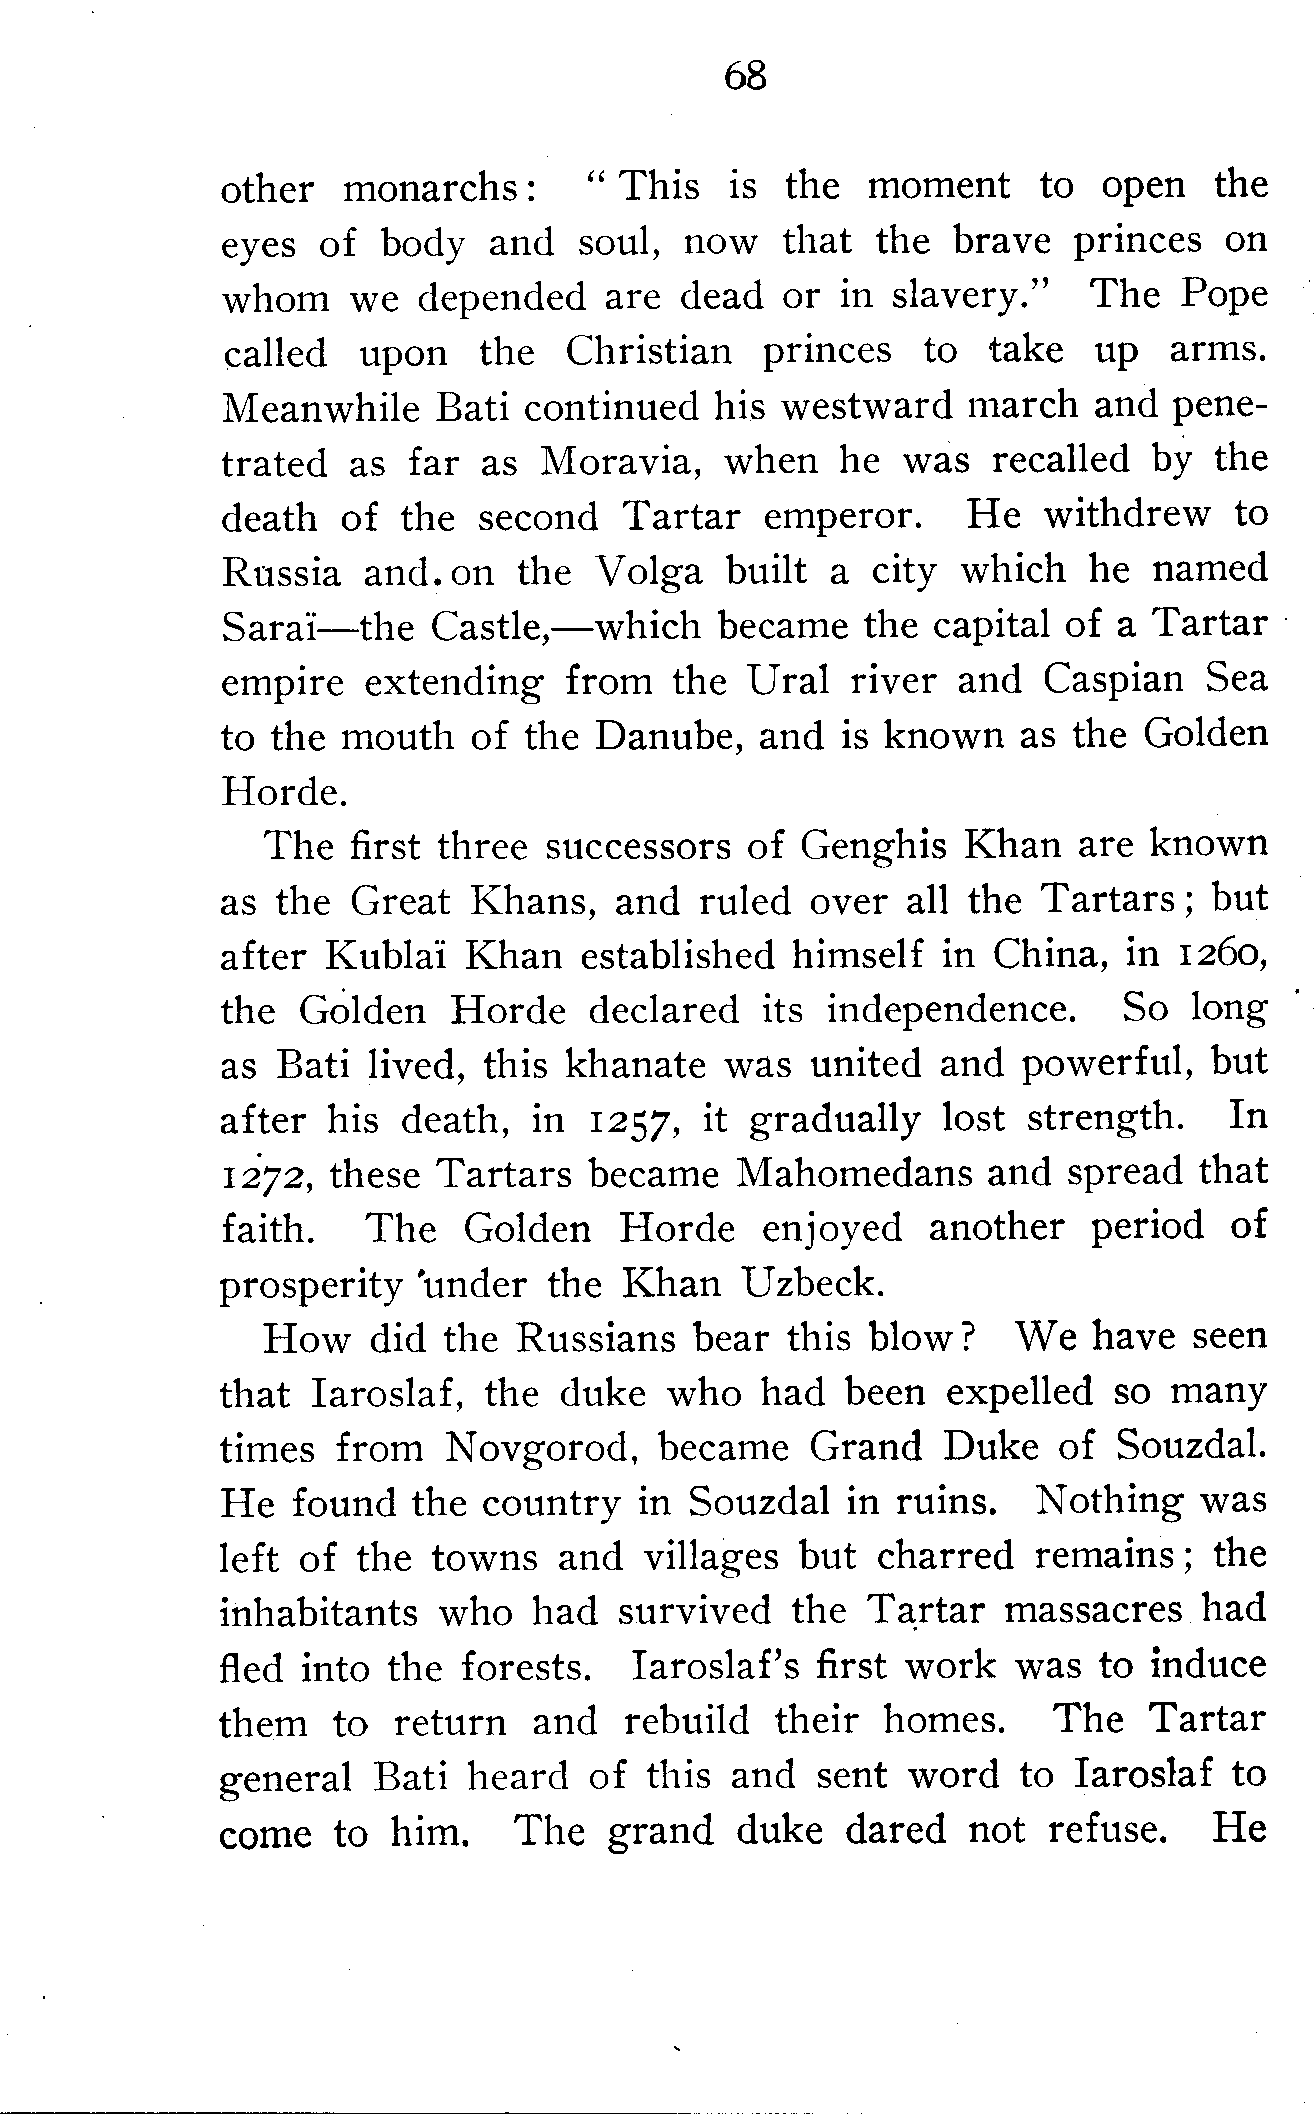 68
other monarchs: “This is the moment to open the
eyes of body and soul, now that the brave princes on
whom we depended are dead or in slavery.” The Pope
called upon the Christian princes to take up arms.
Meanwhile Bati continued his westward march and pene-
trated as far as Moravia, when he was recalled by the
death of the second Tartar emperor. He withdrew to
Russia and on the Volga built a city which he named
Saraï—the Castle,—which became the capital of a Tartar
empire extending from the Ural river and Caspian Sea
to the mouth of the Danube, and is known as the Golden
Horde.
The first three successors of Genghis Khan are known
as the Great Khans, and ruled over all the Tartars; but
after Kublaï Khan established himself in China, in 1260,
the Golden Horde declared its independence. So long
as Bati lived, this khanate was united and powerful, but
after his death, in 1257, it gradually lost strength. In
1272, these Tartars became Mahomedans and spread that
faith. The Golden Horde enjoyed another period of
prosperity under the Khan Uzbeck.
How did the Russians bear this blow? We have seen
that Iaroslaf, the duke who had been expelled so many
times from Novgorod, became Grand Duke of Souzdal.
He found the country in Souzdal in ruins. Nothing was
left of the towns and villages but charred remains; the
inhabitants who had survived the Tartar massacres had
fled into the forests. Iaroslaf's first work was to induce
them to return and rebuild their homes. The Tartar
general Bati heard of this and sent word to Iaroslaf to
come to him. The grand duke dared not refuse. He